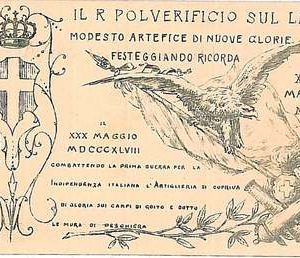 IL R POLVERIFICIO SUL L
MODESTO ARTEFICE DI NUOVE GLORIE
FESTEGGIANDO RICORDA
MA
IL
XXX MAGGIO
MDCCCXLVIII
COMBATTENDO LA PRIMA GUERRA PER LA
INDIPENDENZA ITALIANA L'ARTIGLIERIA SI COPRIVA
DI GLORIA SUI CAMPI DI GOITO E SOTTO
LE MURA DI PESCHIERA